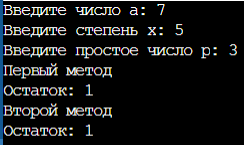 Введите число a: 7
Введите степень x: 5
Введите простое число p: 3
Первый метод
Остаток: 1
Второй метод
Остаток: 1